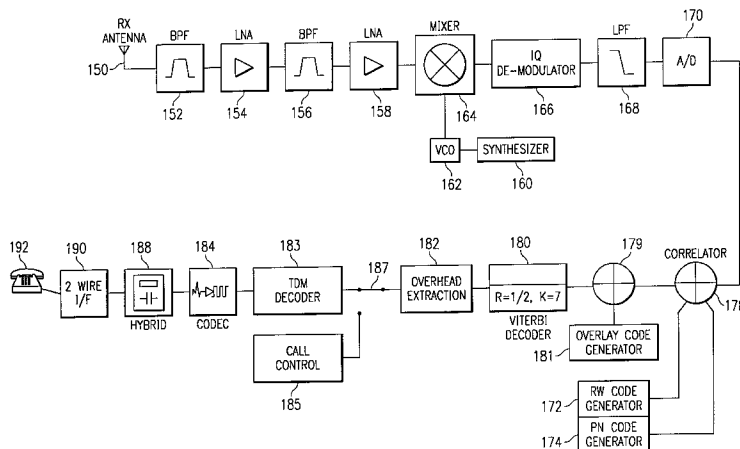 RX
ANTENNA
150
BPF
152
LNA
154
BPF
156
LNA
158
MIXER
164
IQ
DE-MODULATOR
166
LPF
168
170
A/D
VCO
162
SYNTHESIZER
160
192
190
2 WIRE
I/F
188
HYBRID
184
CODEC
183
TDM
DECODER
187
CALL
CONTROL
185
182
OVERHEAD
EXTRACTION
180
R=1/2, K=7
VITERBI
DECODER
179
181
OVERLAY CODE
GENERATOR
CORRELATOR
178
172
RW CODE
GENERATOR
174
PN CODE
GENERATOR